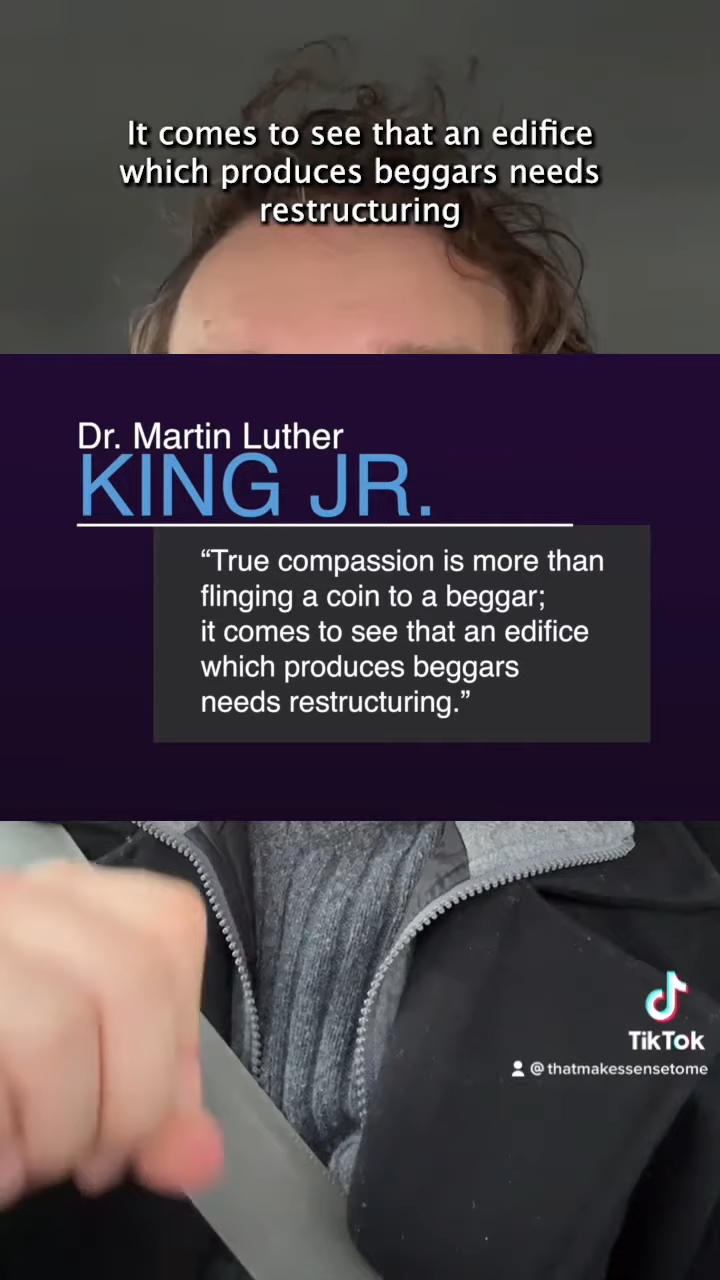 It comes to see that an edifice
which produces beggars needs
restructuring
Dr. Martin Luther
KING JR.
“True compassion is more than
flinging a coin to a beggar;
it comes to see that an edifice
which produces beggars
needs restructuring.”
TikTok
@thatmakessensetome